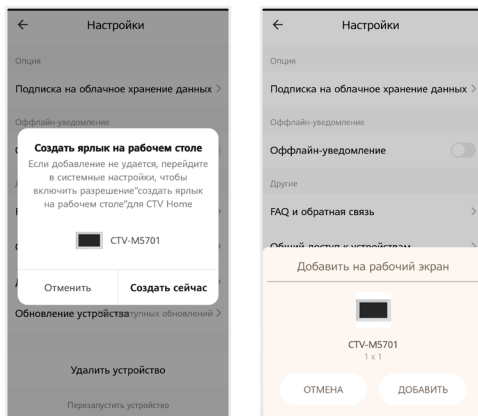 Настройки
Опция
Подписка на облачное хранение данных
Оффлайн-уведомление
Создать ярлык на рабочем столе
Если добавление не удается, перейдите
в системные настройки, чтобы
включить разрешение"создать ярлык
на рабочем столе"для CTV Home
CTV-M5701
Отменить
Создать сейчас
Обновление устройства
доступных обновлений
Удалить устройство
Перезапустить устройство
Настройки
Опция
Подписка на облачное хранение данных
Оффлайн-уведомление
Оффлайн-уведомление
Другие
FAQ и обратная связь
Общий доступ к устройствам
Добавить на рабочий экран
CTV-M5701
1 x 1
ОТМЕНА
ДОБАВИТЬ